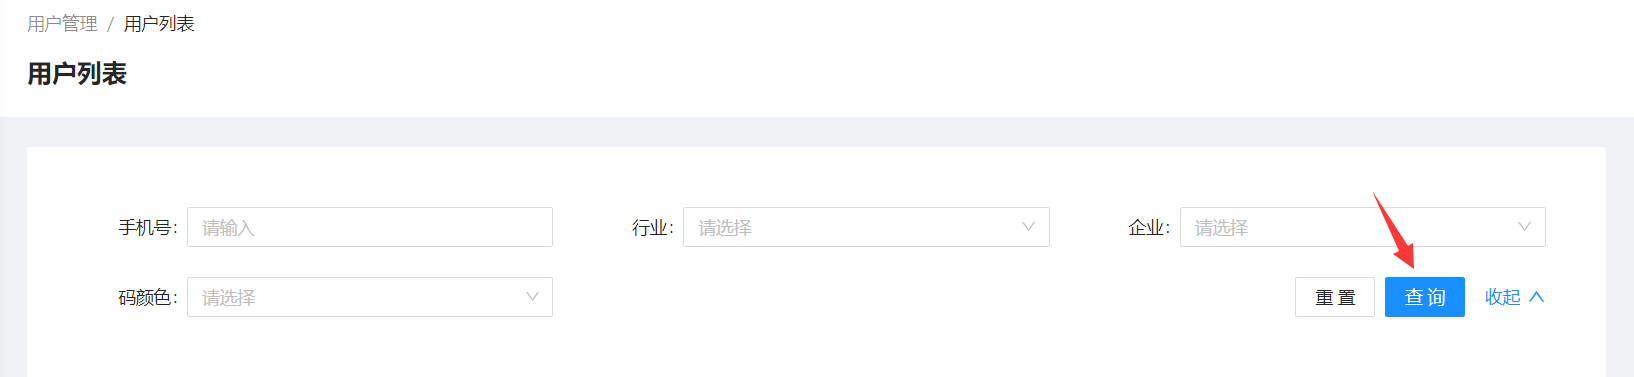 用户管理 / 用户列表
用户列表
手机号: 请输入 行业: 请选择 企业: 请选择
码颜色: 请选择 重置 查询 收起